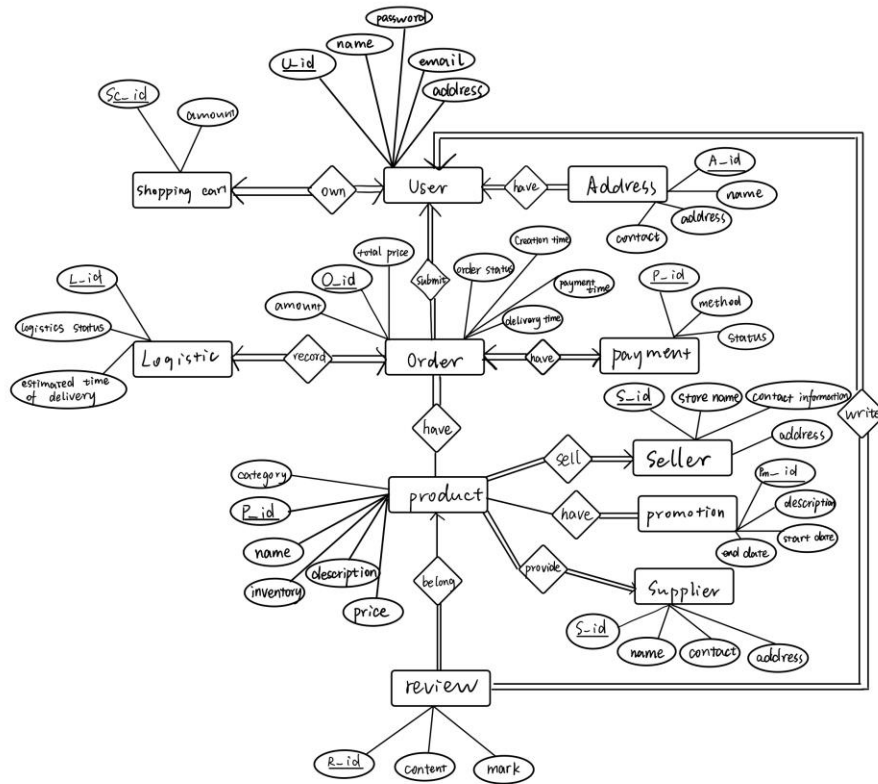 password
name
U_id
email
address
Sc_id
amount
shopping cart
own
User
have
Address
A_id
name
address
contact
total price
Creation time
O_id
order status
payment time
submit
amount
delivery time
L_id
logistics status
estimared time
of delivery
Logistic
record
Order
have
payment
P_id
method
status
have
S_id
store name
contact information
address
sell
Seller
write
category
P_id
name
inventory
description
price
product
have
promotion
Pm_id
description
start date
end date
provide
Supplier
S_id
name
contact
address
belong
review
R_id
content
mark